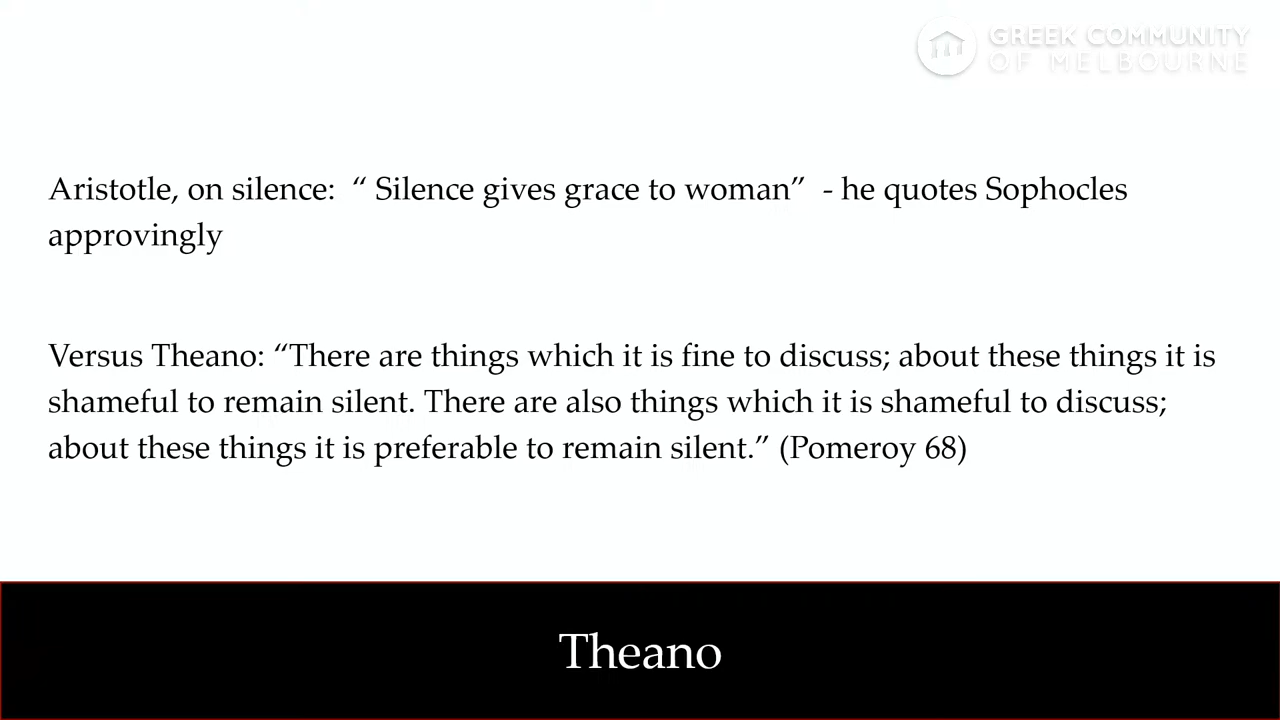 GREEK COMMUNITY
OF MELBOURNE
Aristotle, on silence:  “ Silence gives grace to woman”  - he quotes Sophocles
approvingly
Versus Theano: “There are things which it is fine to discuss; about these things it is
shameful to remain silent. There are also things which it is shameful to discuss;
about these things it is preferable to remain silent.” (Pomeroy 68)
Theano